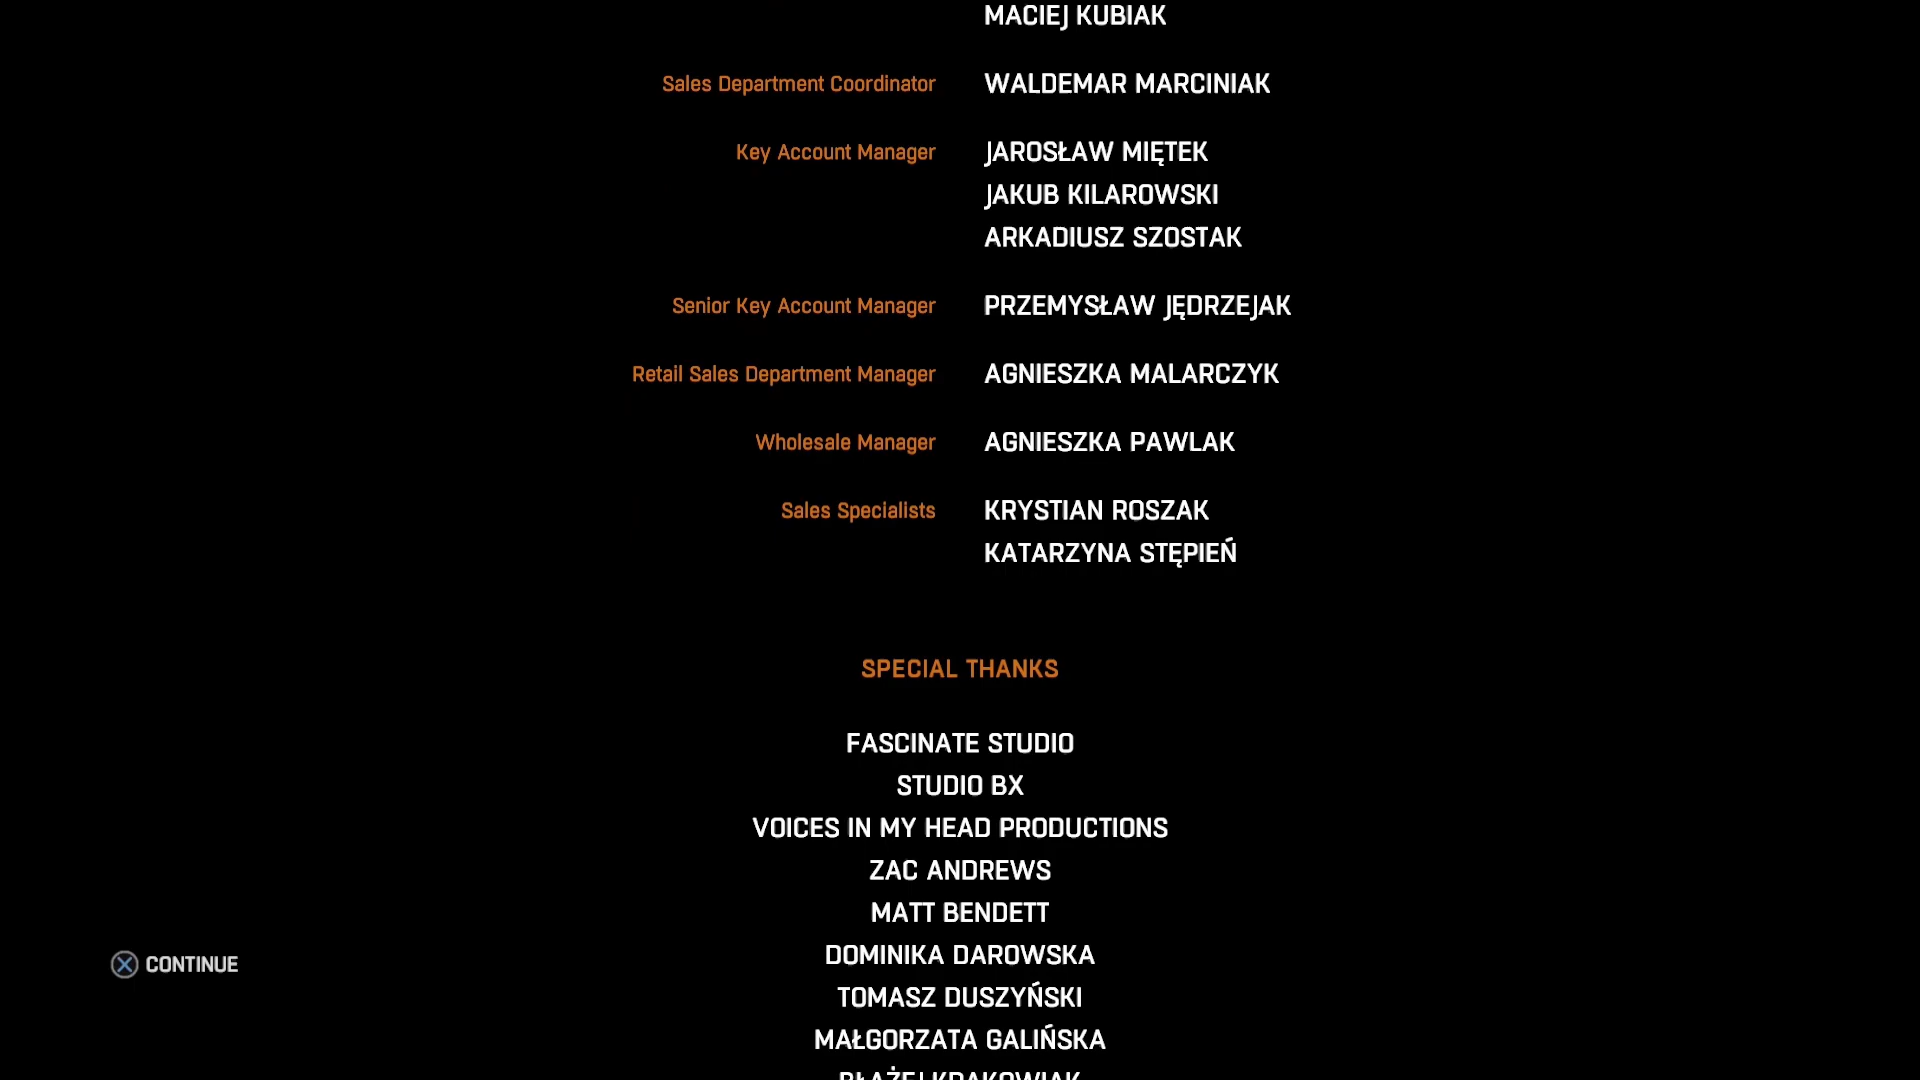 MACIEJ KUBIAK
Sales Department Coordinator WALDEMAR MARCINIAK
Key Account Manager JAROSŁAW MIĘTEK
JAKUB KILAROWSKI
ARKADIUSZ SZOSTAK
Senior Key Account Manager PRZEMYSŁAW JĘDRZEJAK
Retail Sales Department Manager AGNIESZKA MALARCZYK
Wholesale Manager AGNIESZKA PAWLAK
Sales Specialists KRYSTIAN ROSZAK
KATARZYNA STĘPIEŃ
SPECIAL THANKS
FASCINATE STUDIO
STUDIO BX
VOICES IN MY HEAD PRODUCTIONS
ZAC ANDREWS
MATT BENDETT
DOMINIKA DAROWSKA
TOMASZ DUSZYŃSKI
MAŁGORZATA GALIŃSKA
BŁAŻEJ KRAKOWIAK
CONTINUE